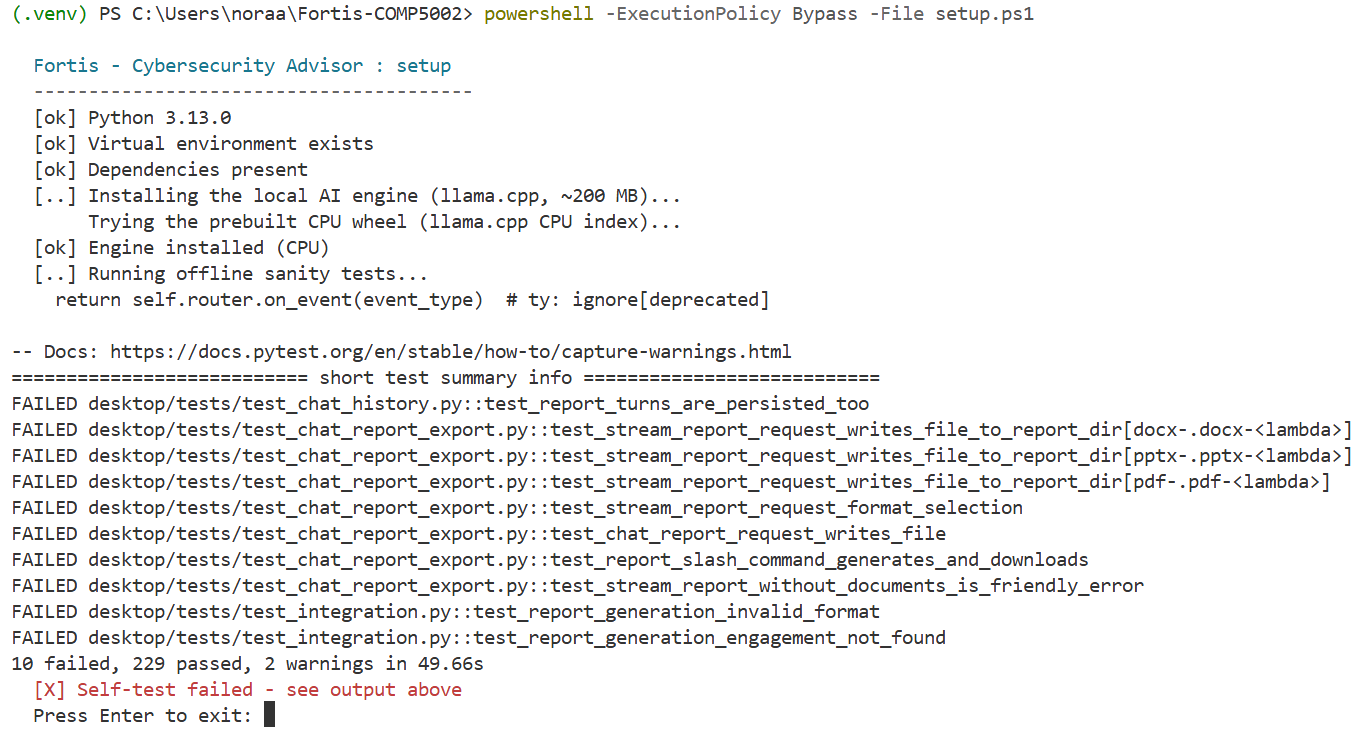 (.venv) PS C:\Users\noraa\Fortis-COMP5002> powershell -ExecutionPolicy Bypass -File setup.ps1
Fortis - Cybersecurity Advisor : setup
----------------------------------------
[ok] Python 3.13.0
[ok] Virtual environment exists
[ok] Dependencies present
[..] Installing the local AI engine (llama.cpp, ~200 MB)...
Trying the prebuilt CPU wheel (llama.cpp CPU index)...
[ok] Engine installed (CPU)
[..] Running offline sanity tests...
return self.router.on_event(event_type)  # ty: ignore[deprecated]
-- Docs: https://docs.pytest.org/en/stable/how-to/capture-warnings.html
=========================== short test summary info ===========================
FAILED desktop/tests/test_chat_history.py::test_report_turns_are_persisted_too
FAILED desktop/tests/test_chat_report_export.py::test_stream_report_request_writes_file_to_report_dir[docx-.docx-<lambda>]
FAILED desktop/tests/test_chat_report_export.py::test_stream_report_request_writes_file_to_report_dir[pptx-.pptx-<lambda>]
FAILED desktop/tests/test_chat_report_export.py::test_stream_report_request_writes_file_to_report_dir[pdf-.pdf-<lambda>]
FAILED desktop/tests/test_chat_report_export.py::test_stream_report_request_format_selection
FAILED desktop/tests/test_chat_report_export.py::test_chat_report_request_writes_file
FAILED desktop/tests/test_chat_report_export.py::test_report_slash_command_generates_and_downloads
FAILED desktop/tests/test_chat_report_export.py::test_stream_report_without_documents_is_friendly_error
FAILED desktop/tests/test_integration.py::test_report_generation_invalid_format
FAILED desktop/tests/test_integration.py::test_report_generation_engagement_not_found
10 failed, 229 passed, 2 warnings in 49.66s
[X] Self-test failed - see output above
Press Enter to exit: